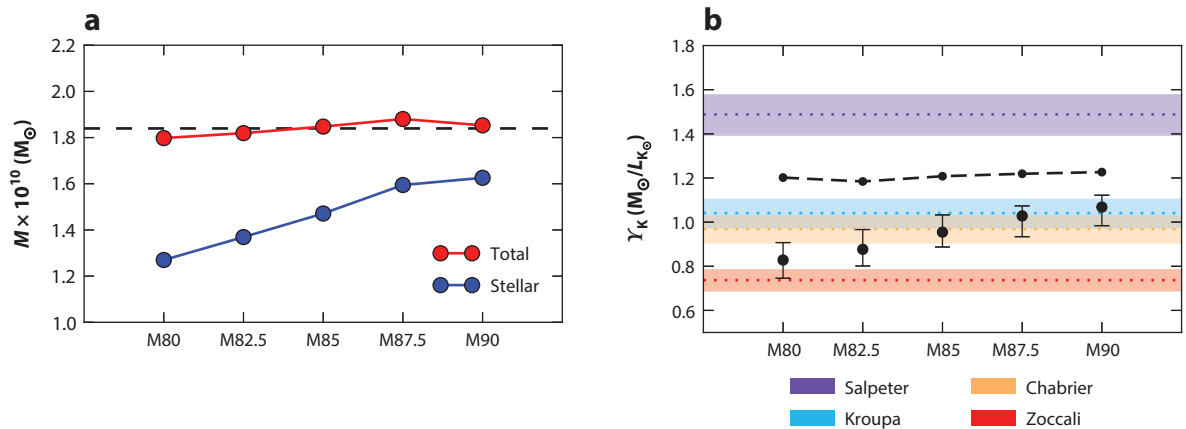 a
M × 10¹⁰ (M⊙)
2.2
2.0
1.8
1.6
1.4
1.2
1.0
Total
Stellar
M80 M82.5 M85 M87.5 M90
b
ϒK (M⊙/LK⊙)
1.8
1.6
1.4
1.2
1.0
0.8
0.6
M80 M82.5 M85 M87.5 M90
Salpeter Chabrier
Kroupa Zoccali